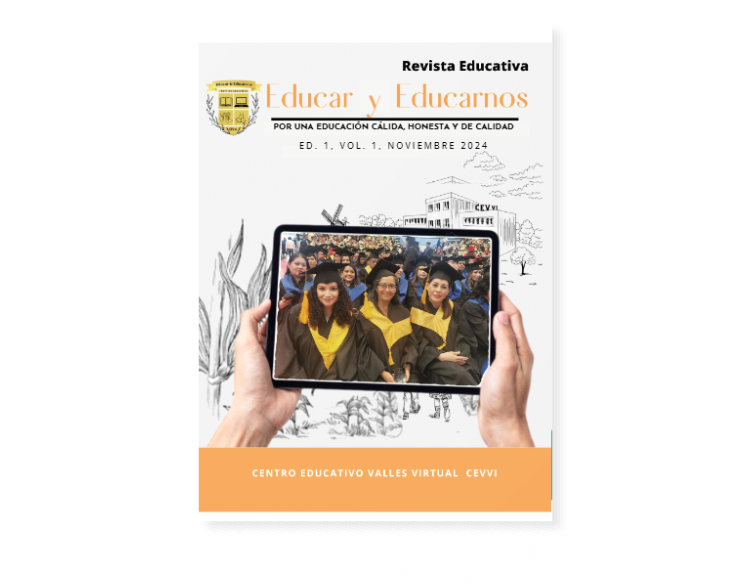 Revista Educativa
Educar y Educarnos
POR UNA EDUCACIÓN CÁLIDA, HONESTA Y DE CALIDAD
ED. 1, VOL. 1, NOVIEMBRE 2024
CEVVI
CENTRO EDUCATIVO VALLES VIRTUAL CEVVI